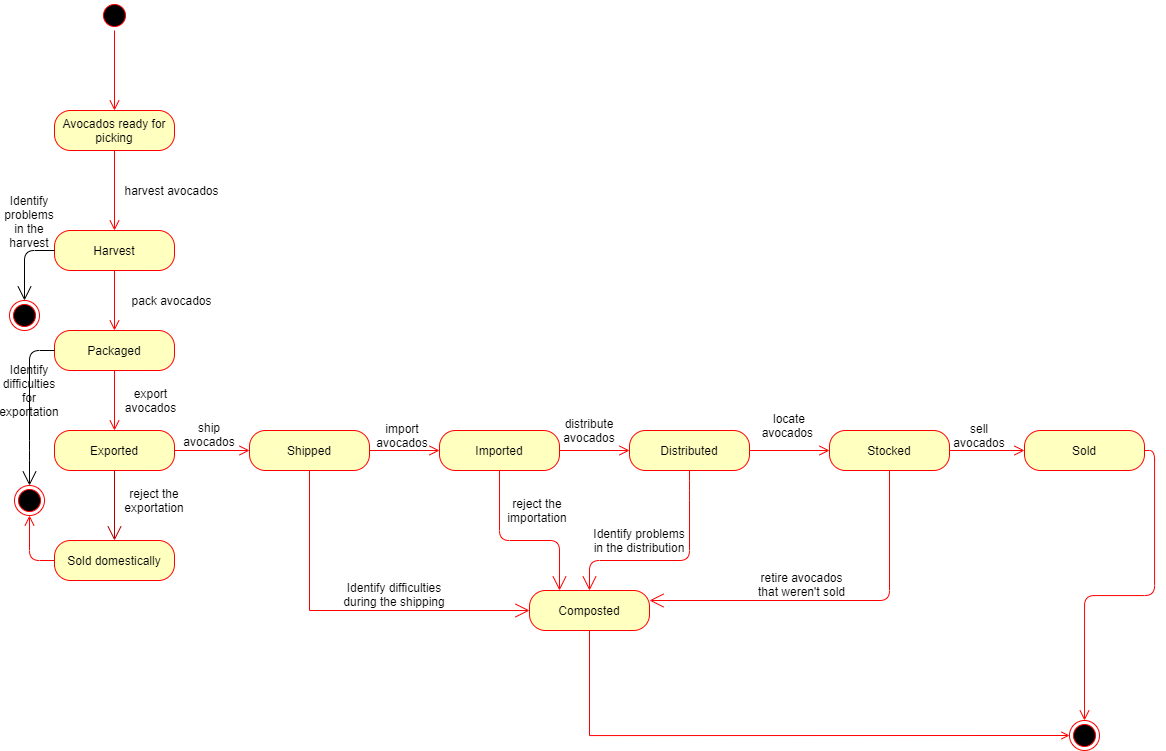 Avocados ready for
picking
harvest avocados
Identify
problems
in the
harvest
Harvest
pack avocados
Packaged
Identify
difficulties
for
exportation
export
avocados
Exported
ship
avocados
Shipped
import
avocados
Imported
distribute
avocados
Distributed
locate
avocados
Stocked
sell
avocados
Sold
reject the
exportation
reject the
importation
Identify problems
in the distribution
Sold domestically
Identify difficulties
during the shipping
retire avocados
that weren't sold
Composted